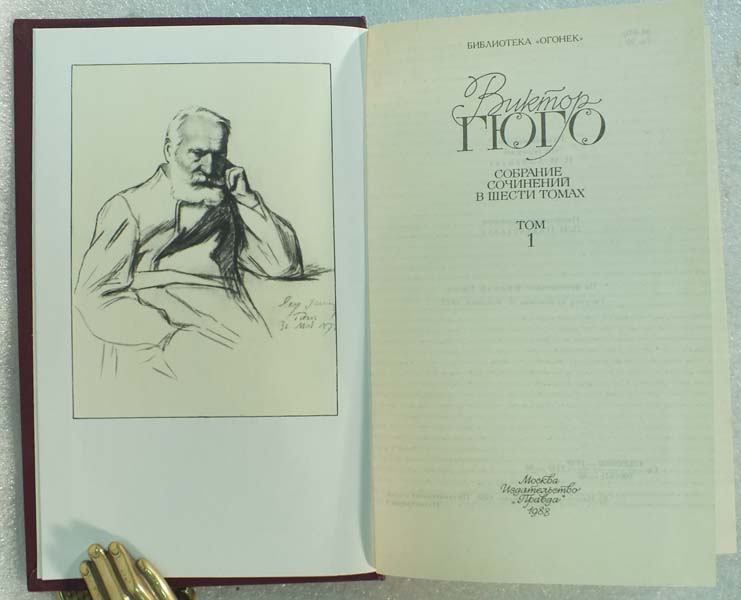 БИБЛИОТЕКА «ОГОНЕК»
Виктор
ГЮГО
СОБРАНИЕ
СОЧИНЕНИЙ
В ШЕСТИ ТОМАХ
ТОМ
1
Москва
Издательство
"Правда"
1988